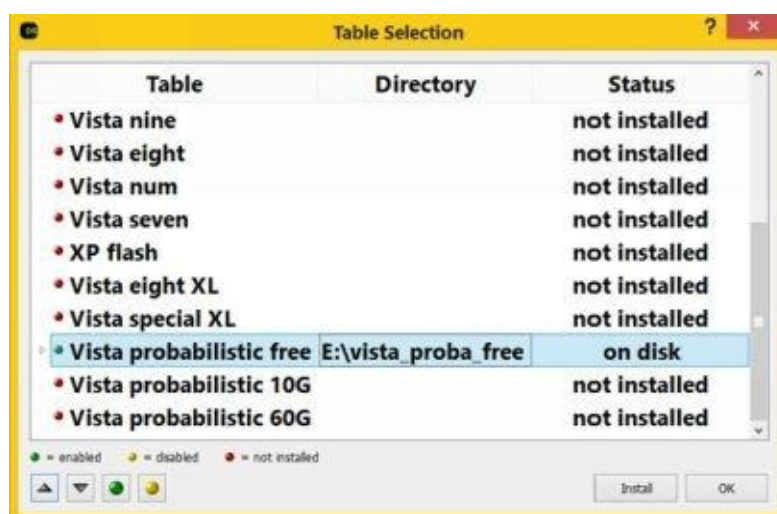 Table Selection
?
×
Table Directory Status
Vista nine not installed
Vista eight not installed
Vista num not installed
Vista seven not installed
XP flash not installed
Vista eight XL not installed
Vista special XL not installed
Vista probabilistic free E:\vista_proba_free on disk
Vista probabilistic 10G not installed
Vista probabilistic 60G not installed
= enabled = disabled = not installed
Install OK